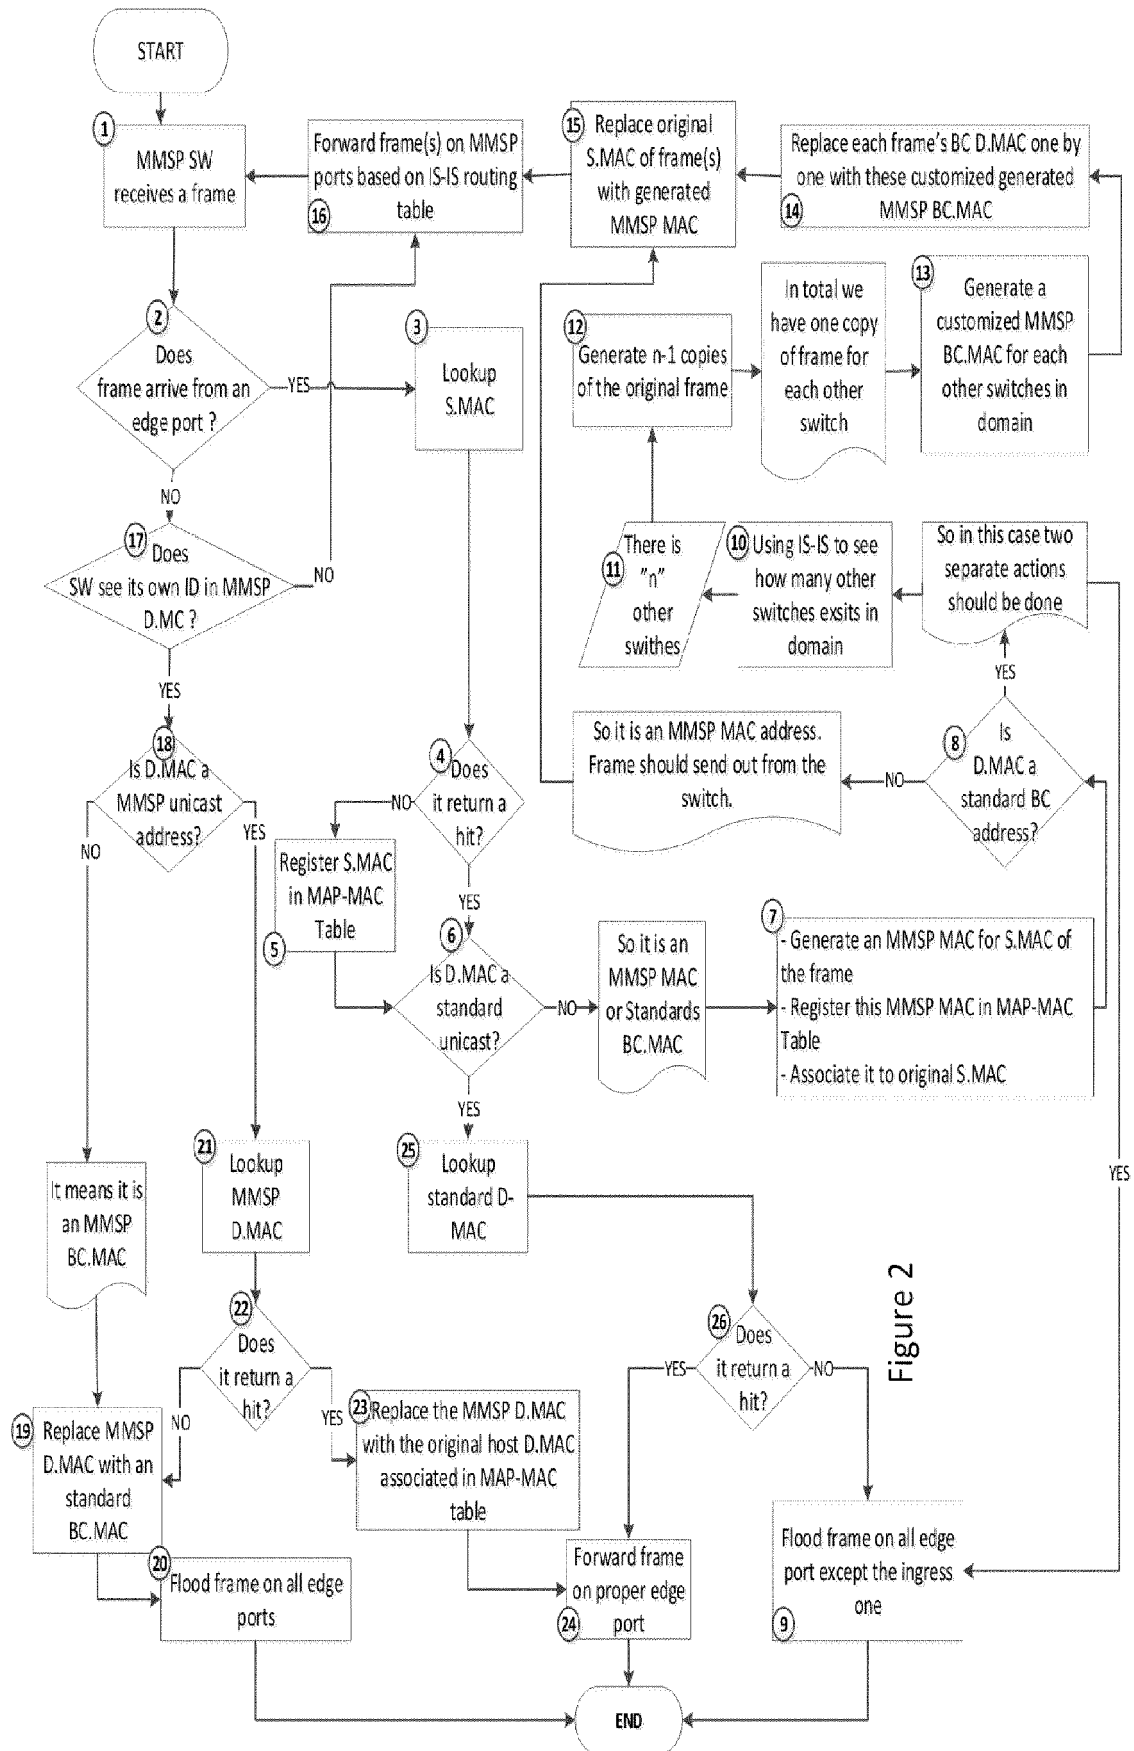 START
1
MMSP SW
receives a frame
Forward frame(s) on MMSP
ports based on IS-IS routing
table
16
15
Replace original
S.MAC of frame(s)
with generated
MMSP MAC
Replace each frame's BC D.MAC one by
one with these customized generated
MMSP BC.MAC
14
2
Does
frame arrive from an
edge port ?
YES
NO
3
Lookup
S.MAC
12
Generate n-1 copies
of the original frame
In total we
have one copy
of frame for
each other
switch
13
Generate a
customized MMSP
BC.MAC for each
other switches in
domain
17
Does
SW see its own ID in MMSP
D.MC ?
NO
YES
11
There is
"n"
other
swithes
10
Using IS-IS to see
how many other
switches exsits in
domain
So in this case two
separate actions
should be done
YES
18
Is D.MAC a
MMSP unicast
address?
NO
YES
4
Does
it return a
hit?
NO
YES
So it is an MMSP MAC address.
Frame should send out from the
switch.
NO
8
Is
D.MAC a
standard BC
address?
Register S.MAC
in MAP-MAC
Table
5
6
Is D.MAC a
standard
unicast?
NO
YES
So it is an
MMSP MAC
or Standards
BC.MAC
7
- Generate an MMSP MAC for S.MAC of
the frame
- Register this MMSP MAC in MAP-MAC
Table
- Associate it to original S.MAC
YES
It means it is
an MMSP
BC.MAC
21
Lookup
MMSP
D.MAC
25
Lookup
standard D-
MAC
22
Does
it return a
hit?
NO
YES
26
Does
it return a
hit?
YES
NO
Figure 2
19
Replace MMSP
D.MAC with an
standard
BC.MAC
23
Replace the MMSP D.MAC
with the original host D.MAC
associated in MAP-MAC
table
20
Flood frame on all edge
ports
Forward frame
on proper edge
port
24
Flood frame on all edge
port except the ingress
one
9
END